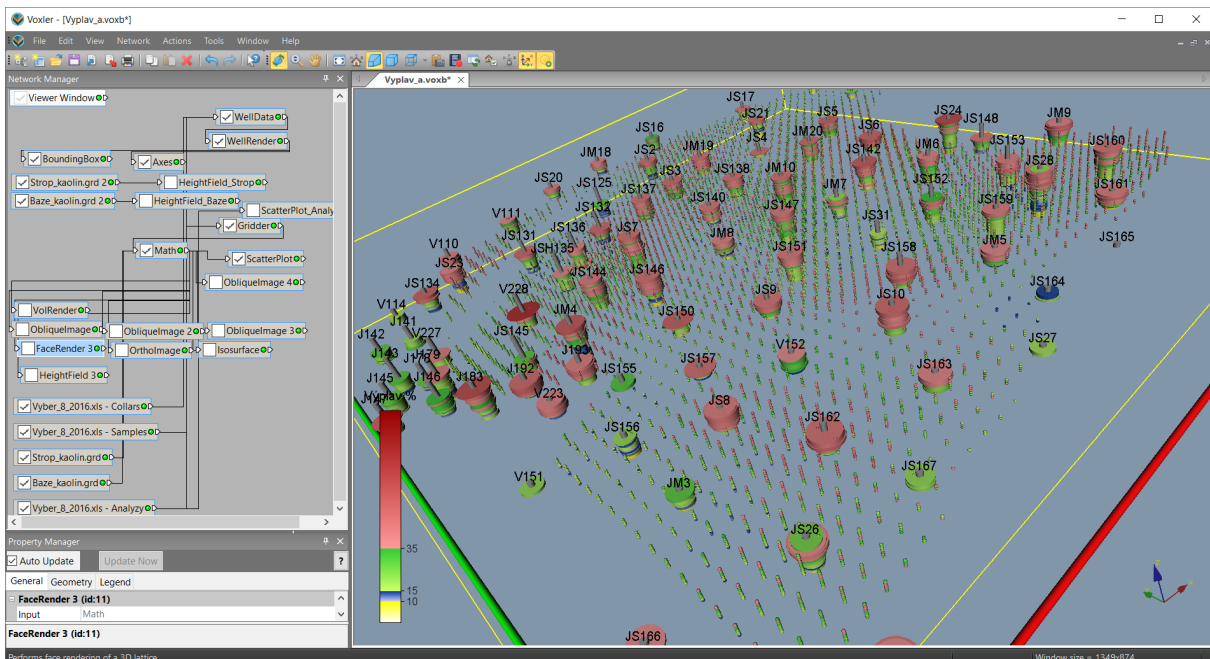 Voxler - [Vyplav_a.voxb*]
File Edit View Network Actions Tools Window Help
Network Manager
Vyplav_a.voxb*
Viewer Window
WellData
WellRender
BoundingBox
Axes
Strop_kaolin.grd 2
HeightField_Strop
Baze_kaolin.grd 2
HeightField_Baze
ScatterPlot_Analy
Gridder
Math
ScatterPlot
ObliqueImage 4
VolRender
ObliqueImage
ObliqueImage 2
ObliqueImage 3
FaceRender 3
OrthoImage
Isosurface
HeightField 3
Vyber_8_2016.xls - Collars
Vyber_8_2016.xls - Samples
Strop_kaolin.grd
Baze_kaolin.grd
Vyber_8_2016.xls - Analyzy
Property Manager
Auto Update
Update Now
?
General Geometry Legend
FaceRender 3 (id:11)
Input Math
FaceRender 3 (id:11)
Performs face rendering of a 3D lattice.
Window size = 1349x874
JS17
JS21
JS5
JS24
JS148
JM9
JS16
JS4
JM20
JS6
JS153
JS160
JM18
JS2
JM19
JS142
JM6
JS28
JS20
JS125
JS3
JS138
JM10
JM7
JS152
JS161
JS137
V111
JS132
JS140
JS147
JS159
JS131
JS136
JS7
JM8
JS31
JS165
V110
JS23
JSH135
JS151
JS158
JM5
JS134
JS144
JS146
JS164
V114
V228
JS9
JS10
J142
J141
JM4
JS150
V227
JS145
V152
JS27
J143
J179
J193
JS157
JS163
J145
J146
J183
J192
JS155
V223
JS8
JS162
JS156
V151
JM3
JS167
JS26
JS166
Vyplav %
35
15
10